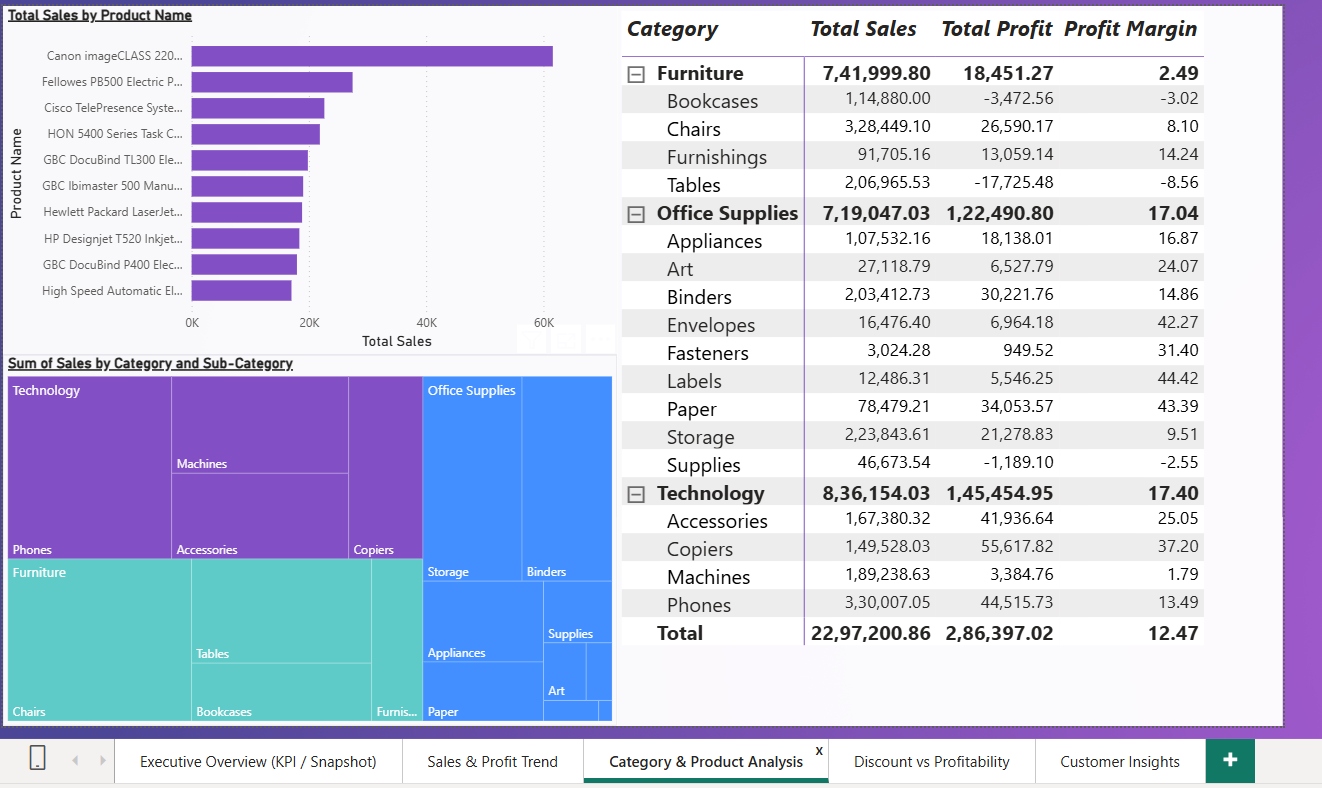 Total Sales by Product Name
Product Name
Canon imageCLASS 220...
Fellowes PB500 Electric P...
Cisco TelePresence Syste...
HON 5400 Series Task C...
GBC DocuBind TL300 Ele...
GBC Ibimaster 500 Manu...
Hewlett Packard LaserJet...
HP Designjet T520 Inkjet...
GBC DocuBind P400 Elec...
High Speed Automatic El...
0K 20K 40K 60K
Total Sales
Sum of Sales by Category and Sub-Category
Technology
Phones
Machines
Accessories
Copiers
Furniture
Chairs
Tables
Bookcases
Furnis...
Office Supplies
Storage
Binders
Appliances
Paper
Supplies
Art
Category Total Sales Total Profit Profit Margin
Furniture 7,41,999.80 18,451.27 2.49
Bookcases 1,14,880.00 -3,472.56 -3.02
Chairs 3,28,449.10 26,590.17 8.10
Furnishings 91,705.16 13,059.14 14.24
Tables 2,06,965.53 -17,725.48 -8.56
Office Supplies 7,19,047.03 1,22,490.80 17.04
Appliances 1,07,532.16 18,138.01 16.87
Art 27,118.79 6,527.79 24.07
Binders 2,03,412.73 30,221.76 14.86
Envelopes 16,476.40 6,964.18 42.27
Fasteners 3,024.28 949.52 31.40
Labels 12,486.31 5,546.25 44.42
Paper 78,479.21 34,053.57 43.39
Storage 2,23,843.61 21,278.83 9.51
Supplies 46,673.54 -1,189.10 -2.55
Technology 8,36,154.03 1,45,454.95 17.40
Accessories 1,67,380.32 41,936.64 25.05
Copiers 1,49,528.03 55,617.82 37.20
Machines 1,89,238.63 3,384.76 1.79
Phones 3,30,007.05 44,515.73 13.49
Total 22,97,200.86 2,86,397.02 12.47
Executive Overview (KPI / Snapshot) Sales & Profit Trend Category & Product Analysis x Discount vs Profitability Customer Insights +